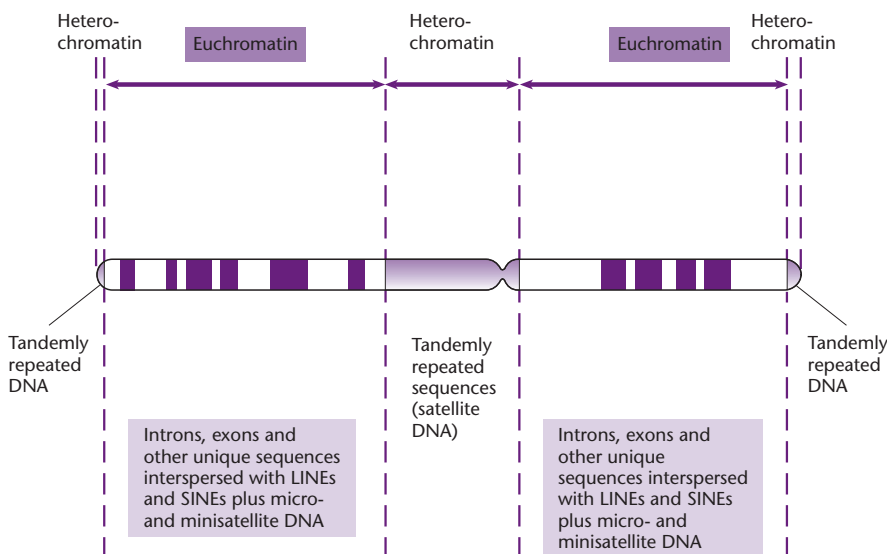 Hetero-
chromatin
Euchromatin
Hetero-
chromatin
Euchromatin
Hetero-
chromatin
Tandemly
repeated
DNA
Tandemly
repeated
sequences
(satellite
DNA)
Tandemly
repeated
DNA
Introns, exons and
other unique sequences
interspersed with LINEs
and SINEs plus micro-
and minisatellite DNA
Introns, exons and
other unique
sequences interspersed
with LINEs and SINEs
plus micro- and
minisatellite DNA